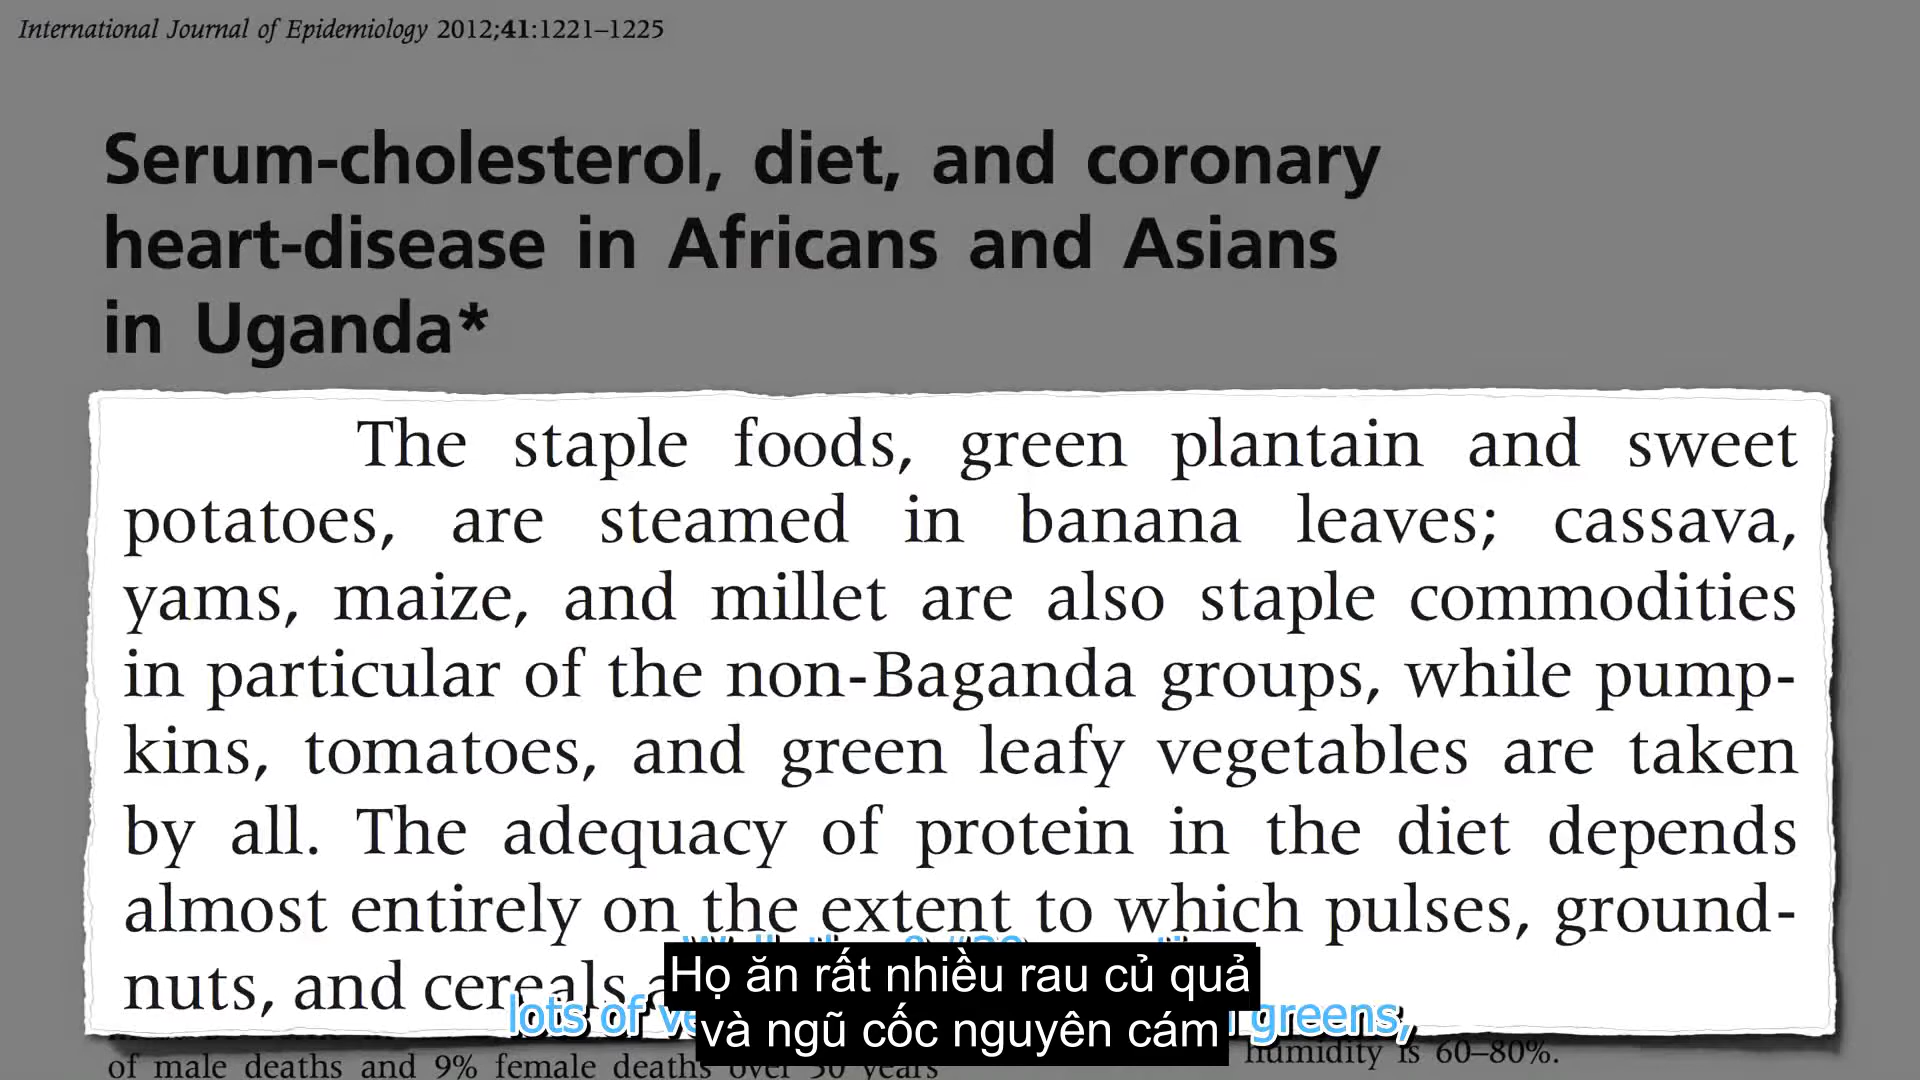 International Journal of Epidemiology 2012;41:1221–1225
Serum-cholesterol, diet, and coronary
heart-disease in Africans and Asians
in Uganda*
The staple foods, green plantain and sweet
potatoes, are steamed in banana leaves; cassava,
yams, maize, and millet are also staple commodities
in particular of the non-Baganda groups, while pump-
kins, tomatoes, and green leafy vegetables are taken
by all. The adequacy of protein in the diet depends
almost entirely on the extent to which pulses, ground-
nuts, and cereals
Họ ăn rất nhiều rau củ quả
lots of greens,
và ngũ cốc nguyên cám
humidity is 60–80%.
of male deaths and 9% female deaths over 50 years